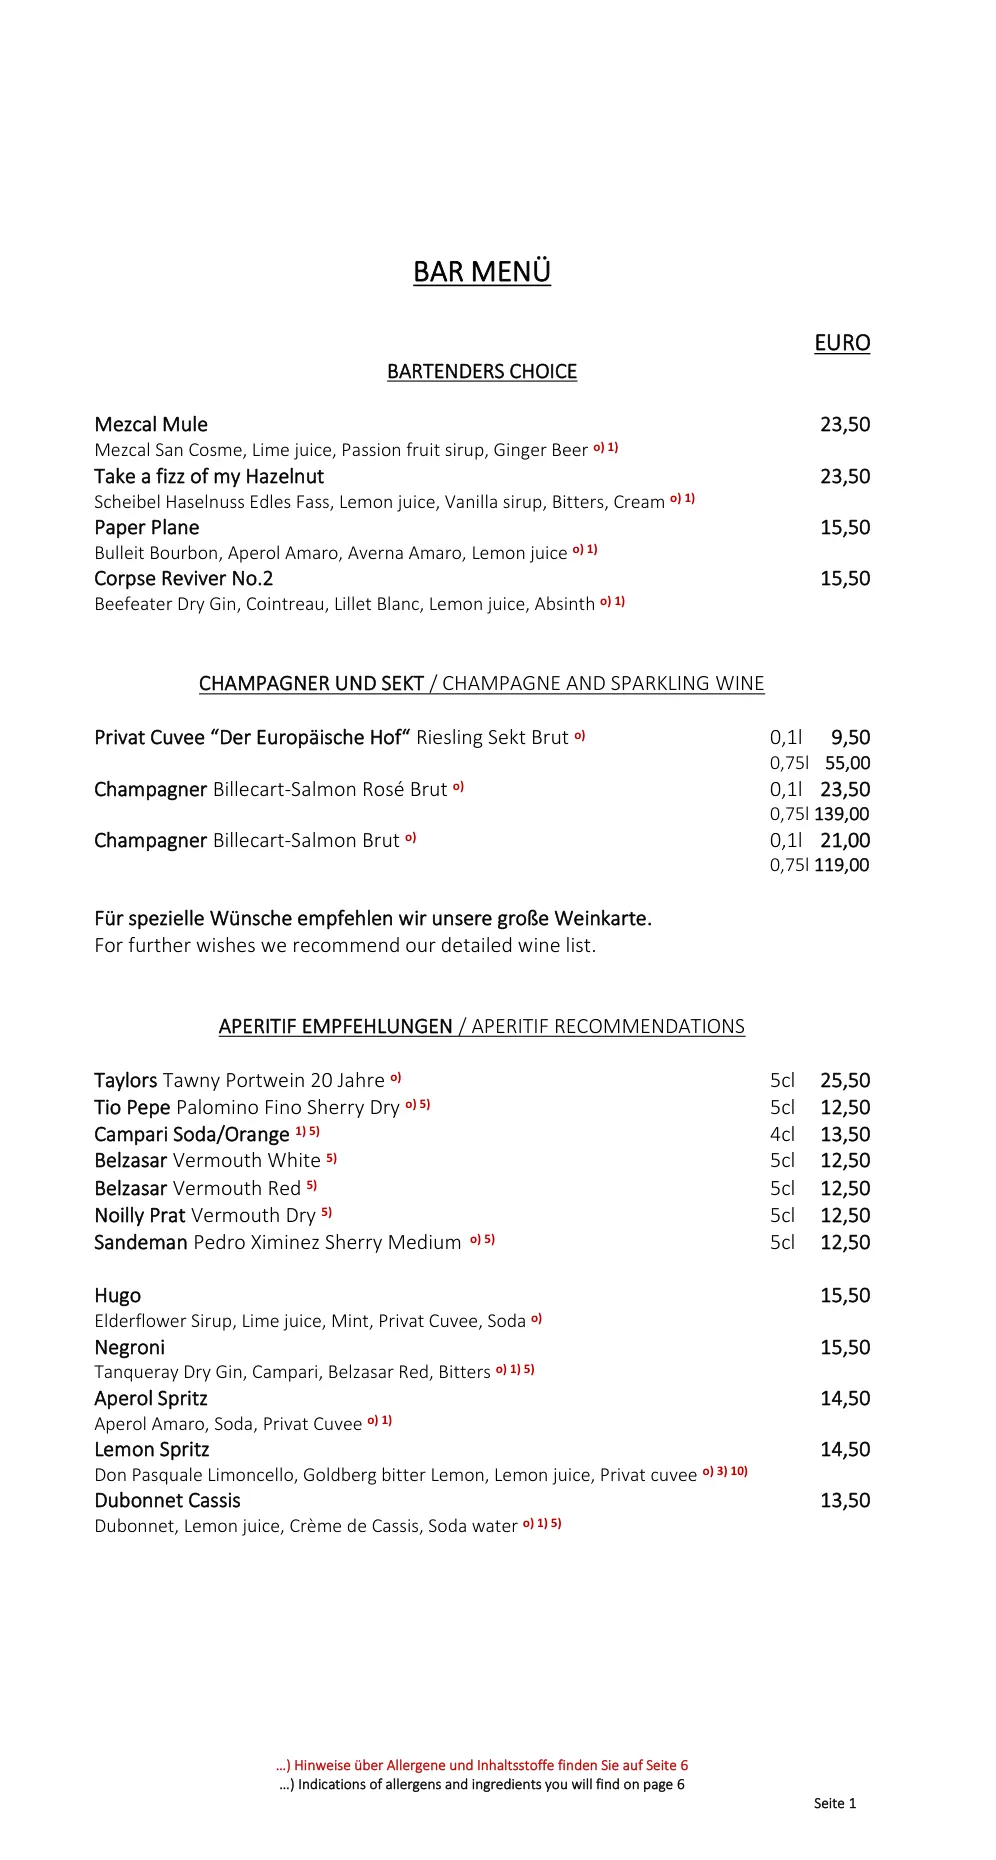 BAR MENÜ
EURO
BARTENDERS CHOICE
Mezcal Mule 23,50
Mezcal San Cosme, Lime juice, Passion fruit sirup, Ginger Beer o) 1)
Take a fizz of my Hazelnut 23,50
Scheibel Haselnuss Edles Fass, Lemon juice, Vanilla sirup, Bitters, Cream o) 1)
Paper Plane 15,50
Bulleit Bourbon, Aperol Amaro, Averna Amaro, Lemon juice o) 1)
Corpse Reviver No.2 15,50
Beefeater Dry Gin, Cointreau, Lillet Blanc, Lemon juice, Absinth o) 1)
CHAMPAGNER UND SEKT / CHAMPAGNE AND SPARKLING WINE
Privat Cuvee “Der Europäische Hof“ Riesling Sekt Brut o) 0,1l 9,50
0,75l 55,00
Champagner Billecart-Salmon Rosé Brut o) 0,1l 23,50
0,75l 139,00
Champagner Billecart-Salmon Brut o) 0,1l 21,00
0,75l 119,00
Für spezielle Wünsche empfehlen wir unsere große Weinkarte.
For further wishes we recommend our detailed wine list.
APERITIF EMPFEHLUNGEN / APERITIF RECOMMENDATIONS
Taylors Tawny Portwein 20 Jahre o) 5cl 25,50
Tio Pepe Palomino Fino Sherry Dry o) 5) 5cl 12,50
Campari Soda/Orange 1) 5) 4cl 13,50
Belzasar Vermouth White 5) 5cl 12,50
Belzasar Vermouth Red 5) 5cl 12,50
Noilly Prat Vermouth Dry 5) 5cl 12,50
Sandeman Pedro Ximinez Sherry Medium o) 5) 5cl 12,50
Hugo 15,50
Elderflower Sirup, Lime juice, Mint, Privat Cuvee, Soda o)
Negroni 15,50
Tanqueray Dry Gin, Campari, Belzasar Red, Bitters o) 1) 5)
Aperol Spritz 14,50
Aperol Amaro, Soda, Privat Cuvee o) 1)
Lemon Spritz 14,50
Don Pasquale Limoncello, Goldberg bitter Lemon, Lemon juice, Privat cuvee o) 3) 10)
Dubonnet Cassis 13,50
Dubonnet, Lemon juice, Crème de Cassis, Soda water o) 1) 5)
...) Hinweise über Allergene und Inhaltsstoffe finden Sie auf Seite 6
...) Indications of allergens and ingredients you will find on page 6
Seite 1